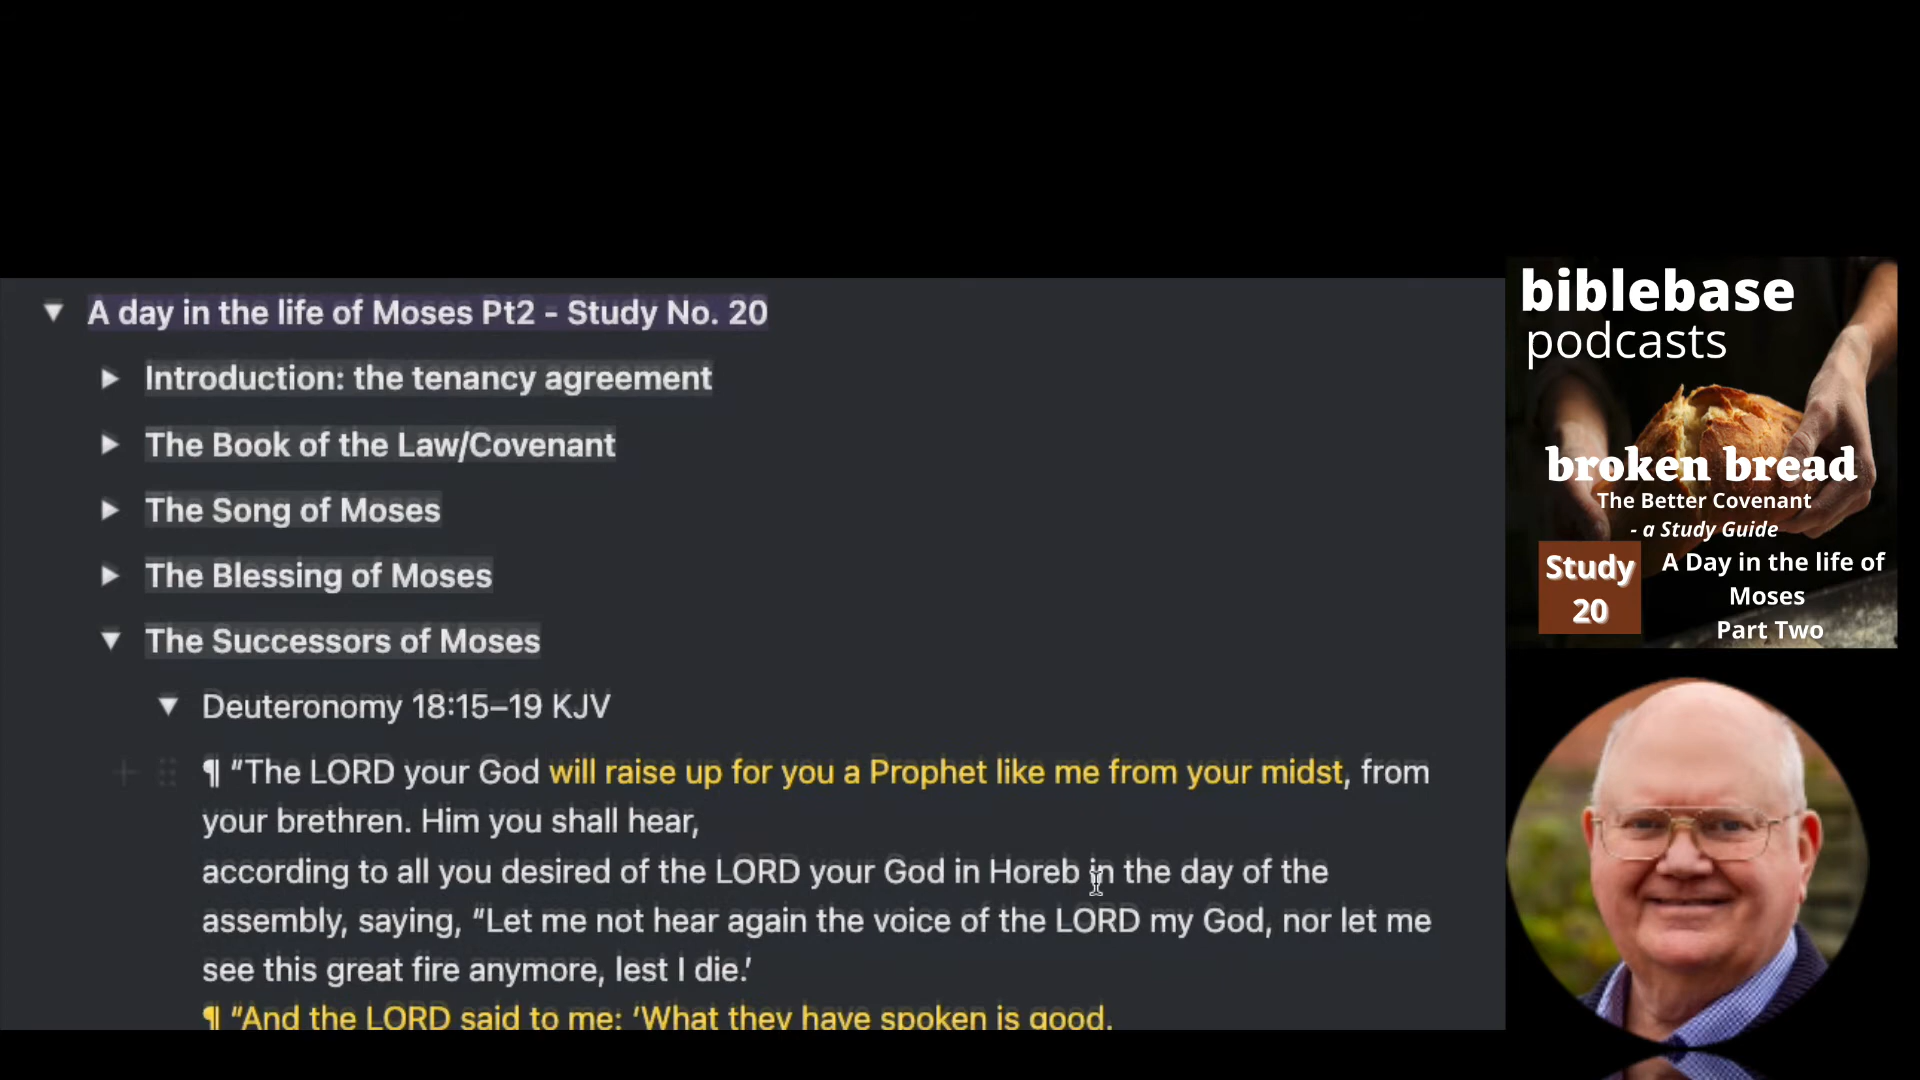 A day in the life of Moses Pt2 - Study No. 20
Introduction: the tenancy agreement
The Book of the Law/Covenant
The Song of Moses
The Blessing of Moses
The Successors of Moses
Deuteronomy 18:15–19 KJV
¶ “The LORD your God will raise up for you a Prophet like me from your midst, from
your brethren. Him you shall hear,
according to all you desired of the LORD your God in Horeb in the day of the
assembly, saying, “Let me not hear again the voice of the LORD my God, nor let me
see this great fire anymore, lest I die.’
¶ “And the LORD said to me: ‘What they have spoken is good.
biblebase
podcasts
broken bread
The Better Covenant
- a Study Guide
Study
20
A Day in the life of
Moses
Part Two